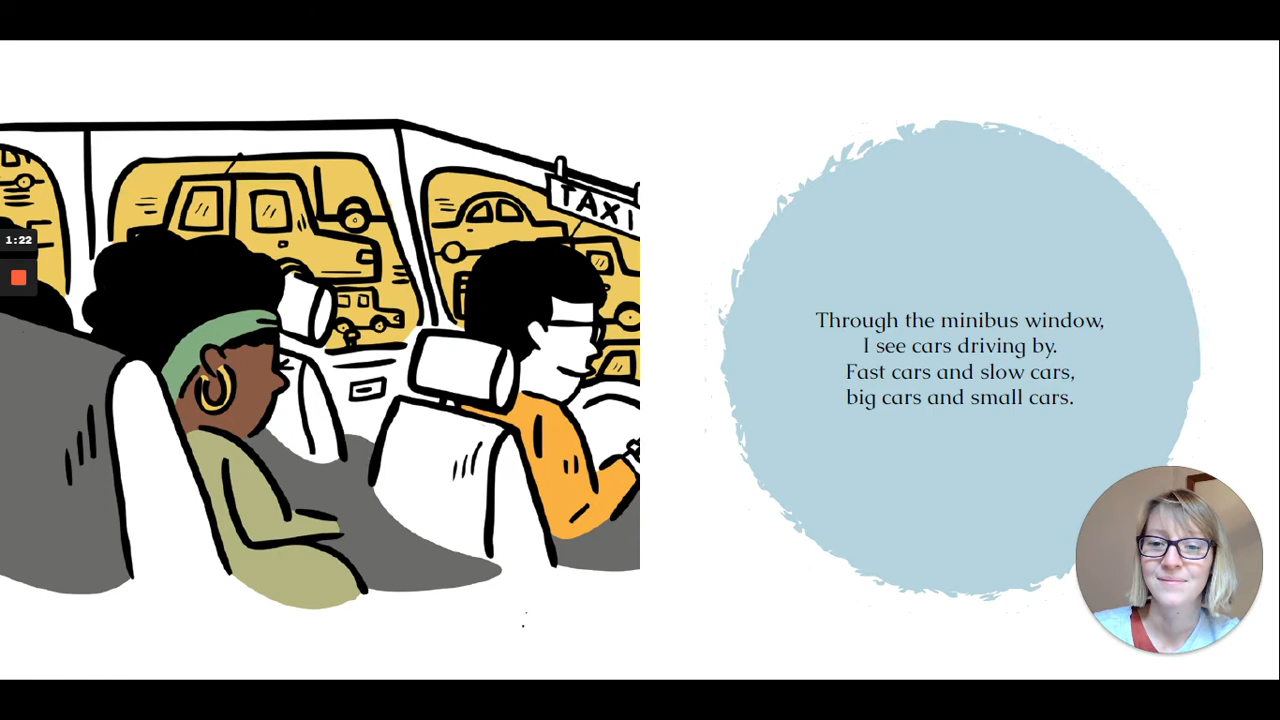 1:22
TAXI
Through the minibus window,
I see cars driving by.
Fast cars and slow cars,
big cars and small cars.